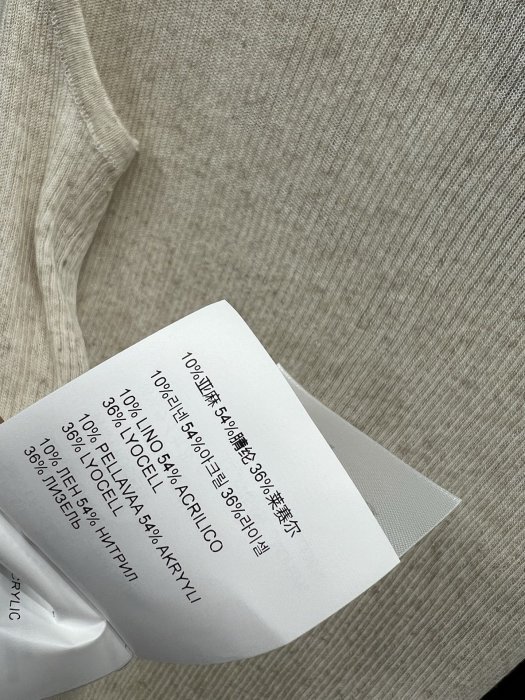 10%亚麻 54%腈纶 36%莱赛尔
10%리넨 54%아크릴 36%라이셀
10% LINO 54% ACRILICO
36% LYOCELL
10% PELLAVAA 54% AKRYYLI
36% LYOCELL
10% ЛЕН 54% НИТРИЛ
36% ЛИЗЕЛЬ